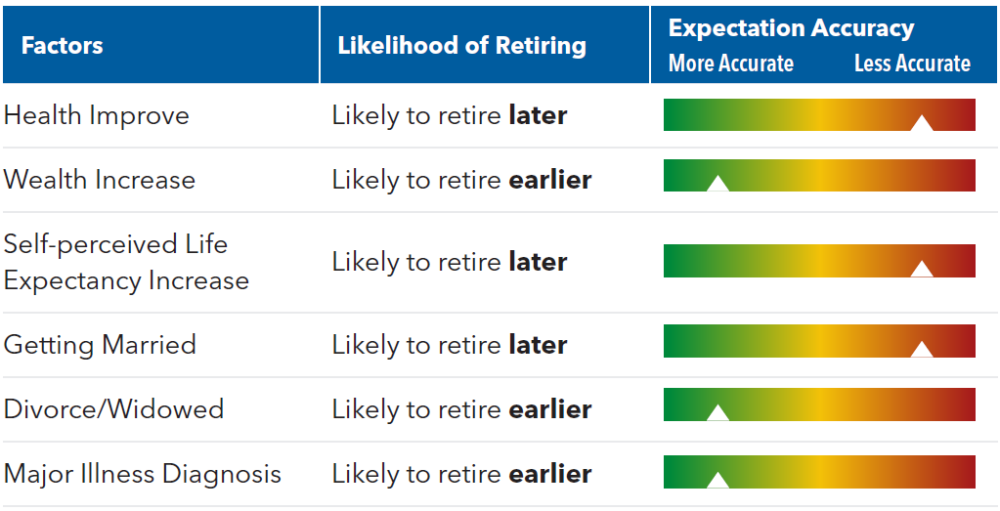 Factors
Likelihood of Retiring
Expectation Accuracy
More Accurate
Less Accurate
Health Improve
Likely to retire later
Wealth Increase
Likely to retire earlier
Self-perceived Life
Expectancy Increase
Likely to retire later
Getting Married
Likely to retire later
Divorce/Widowed
Likely to retire earlier
Major Illness Diagnosis
Likely to retire earlier